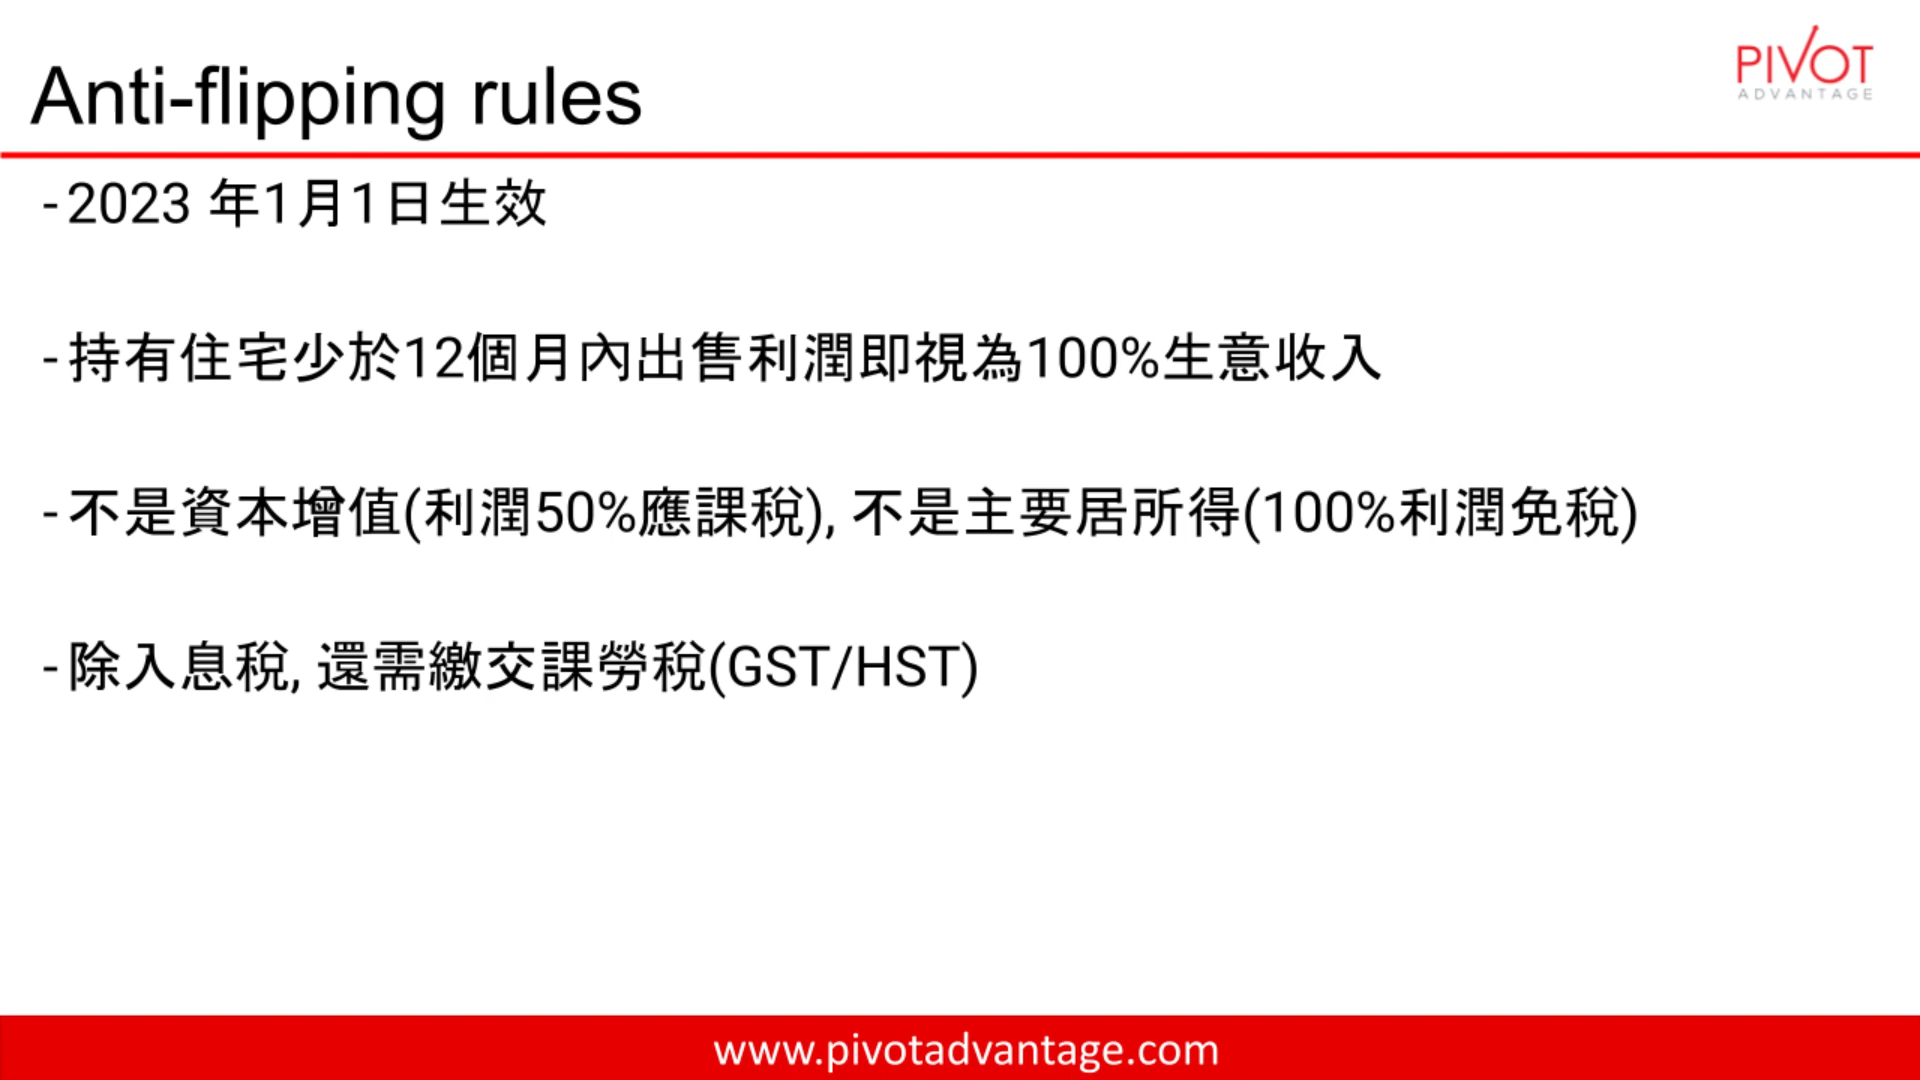 PIVOT
ADVANTAGE
Anti-flipping rules
- 2023 年1月1日生效
- 持有住宅少於12個月內出售利潤即視為100%生意收入
- 不是資本增值(利潤50%應課稅), 不是主要居所得(100%利潤免稅)
- 除入息稅, 還需繳交課勞稅(GST/HST)
www.pivotadvantage.com